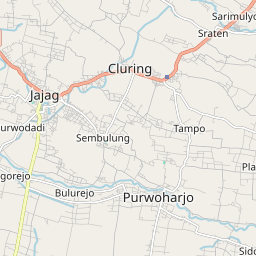 Sarimulyo
Sraten
Cluring
Jajag
urwodadi
Sembulung
Tampo
Pla
gorejo
Bulurejo
Purwoharjo
Sido